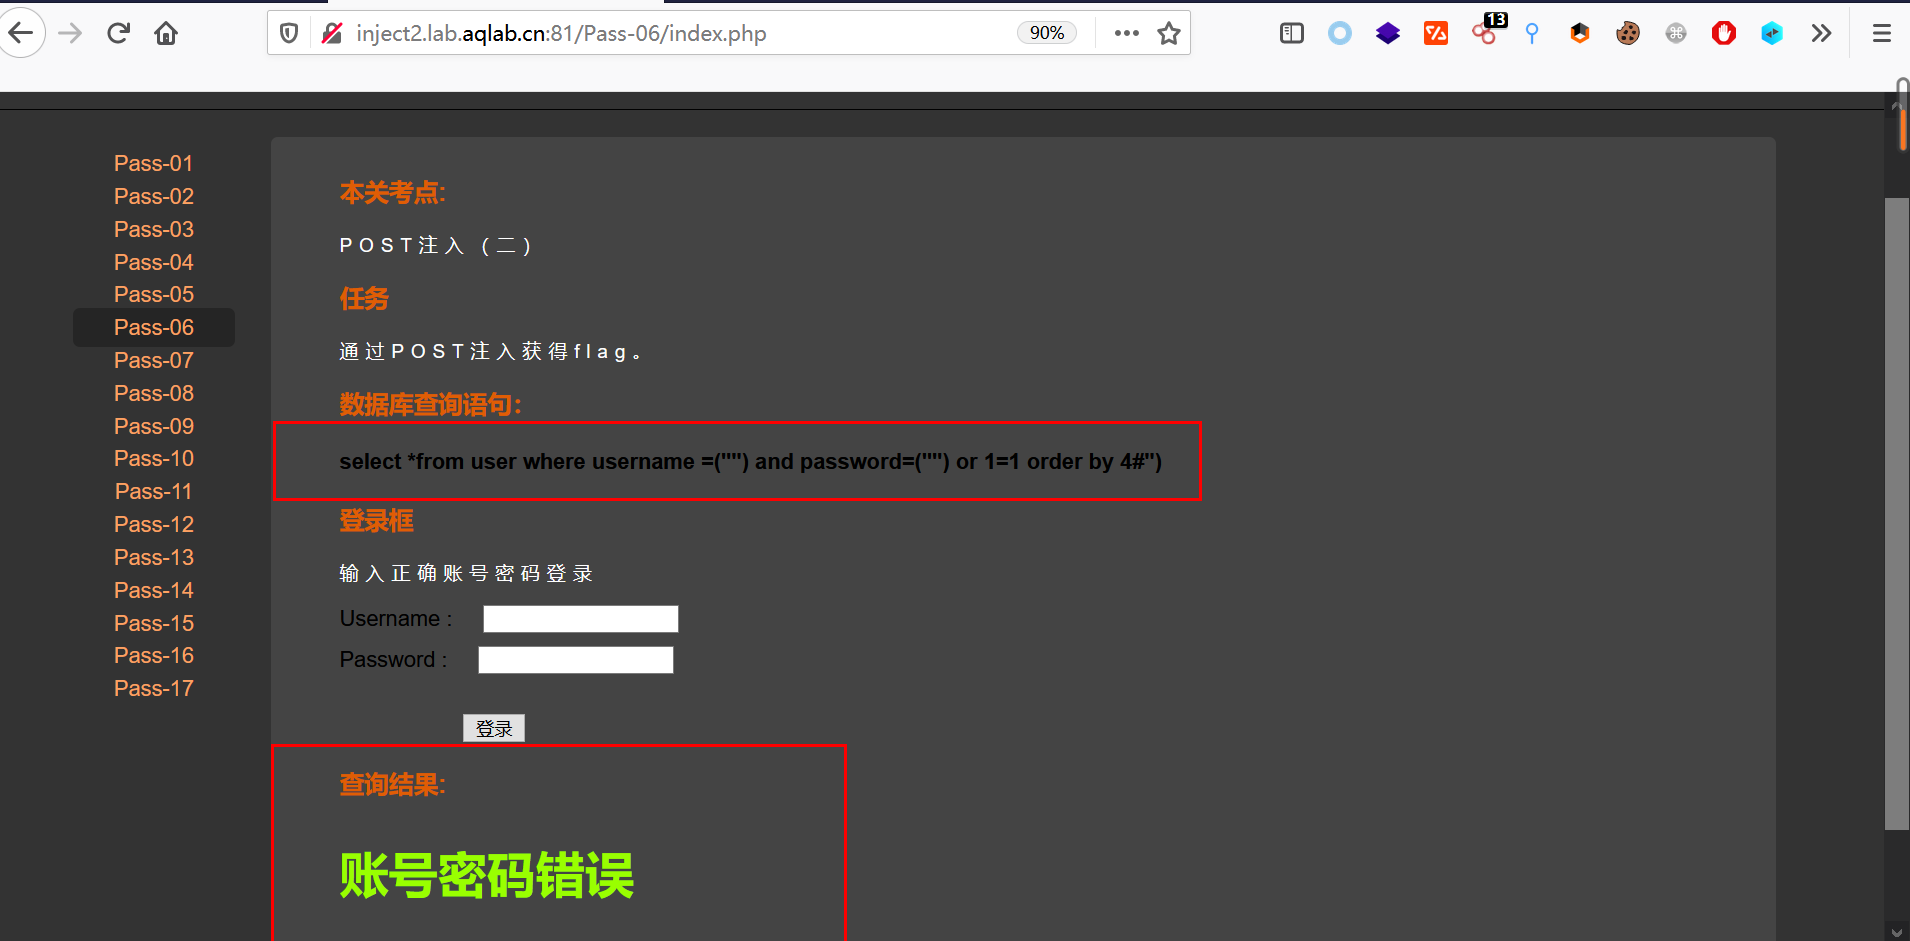 inject2.lab.aqlab.cn:81/Pass-06/index.php
90%
13
Pass-01
Pass-02
Pass-03
Pass-04
Pass-05
Pass-06
Pass-07
Pass-08
Pass-09
Pass-10
Pass-11
Pass-12
Pass-13
Pass-14
Pass-15
Pass-16
Pass-17
本关考点:
POST注入（二）
任务
通过POST注入获得flag。
数据库查询语句：
select *from user where username =("") and password=("") or 1=1 order by 4#")
登录框
输入正确账号密码登录
Username :
Password :
登录
查询结果:
账号密码错误